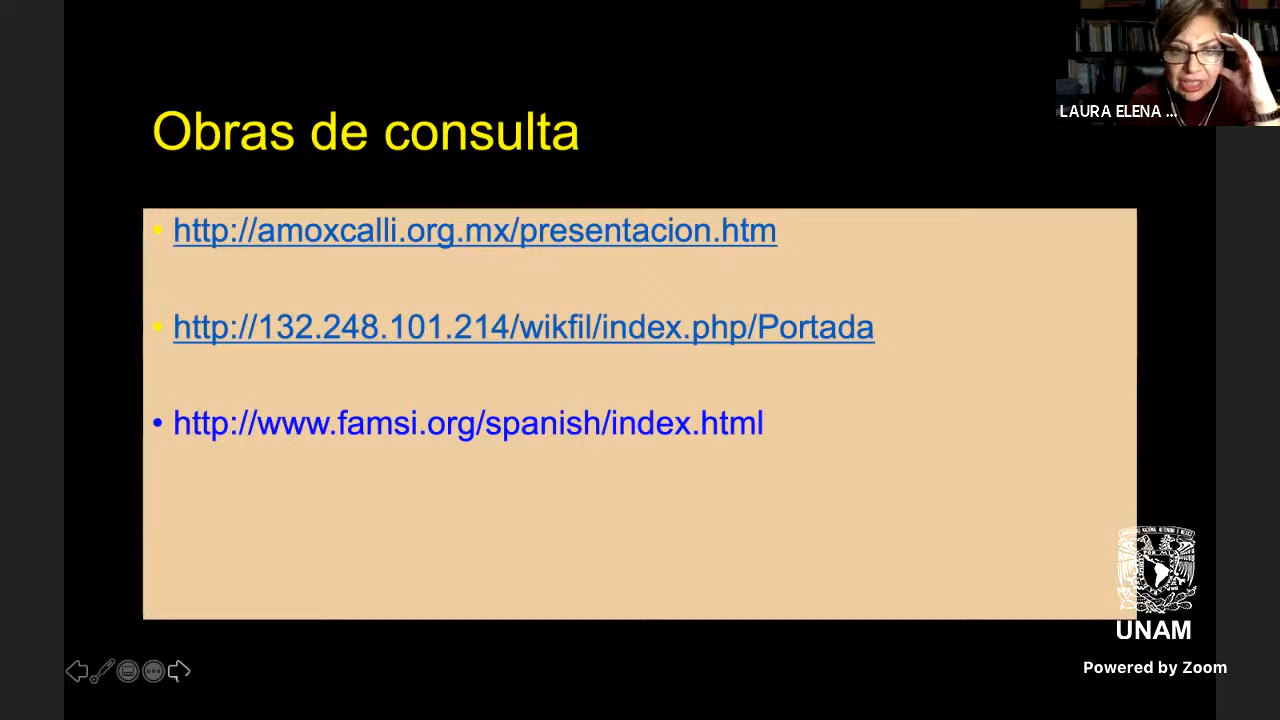 LAURA ELENA ...
Obras de consulta
• http://amoxcalli.org.mx/presentacion.htm
• http://132.248.101.214/wikfil/index.php/Portada
• http://www.famsi.org/spanish/index.html
UNAM
Powered by Zoom